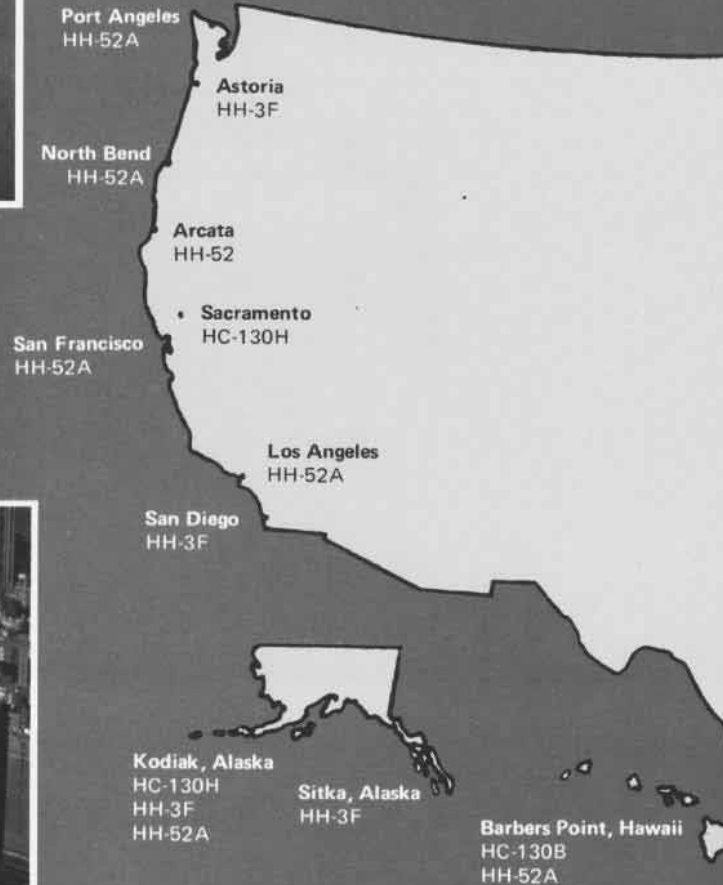 Port Angeles
HH-52A
Astoria
HH-3F
North Bend
HH-52A
Arcata
HH-52
Sacramento
HC-130H
San Francisco
HH-52A
Los Angeles
HH-52A
San Diego
HH-3F
Kodiak, Alaska
HC-130H
HH-3F
HH-52A
Sitka, Alaska
HH-3F
Barbers Point, Hawaii
HC-130B
HH-52A